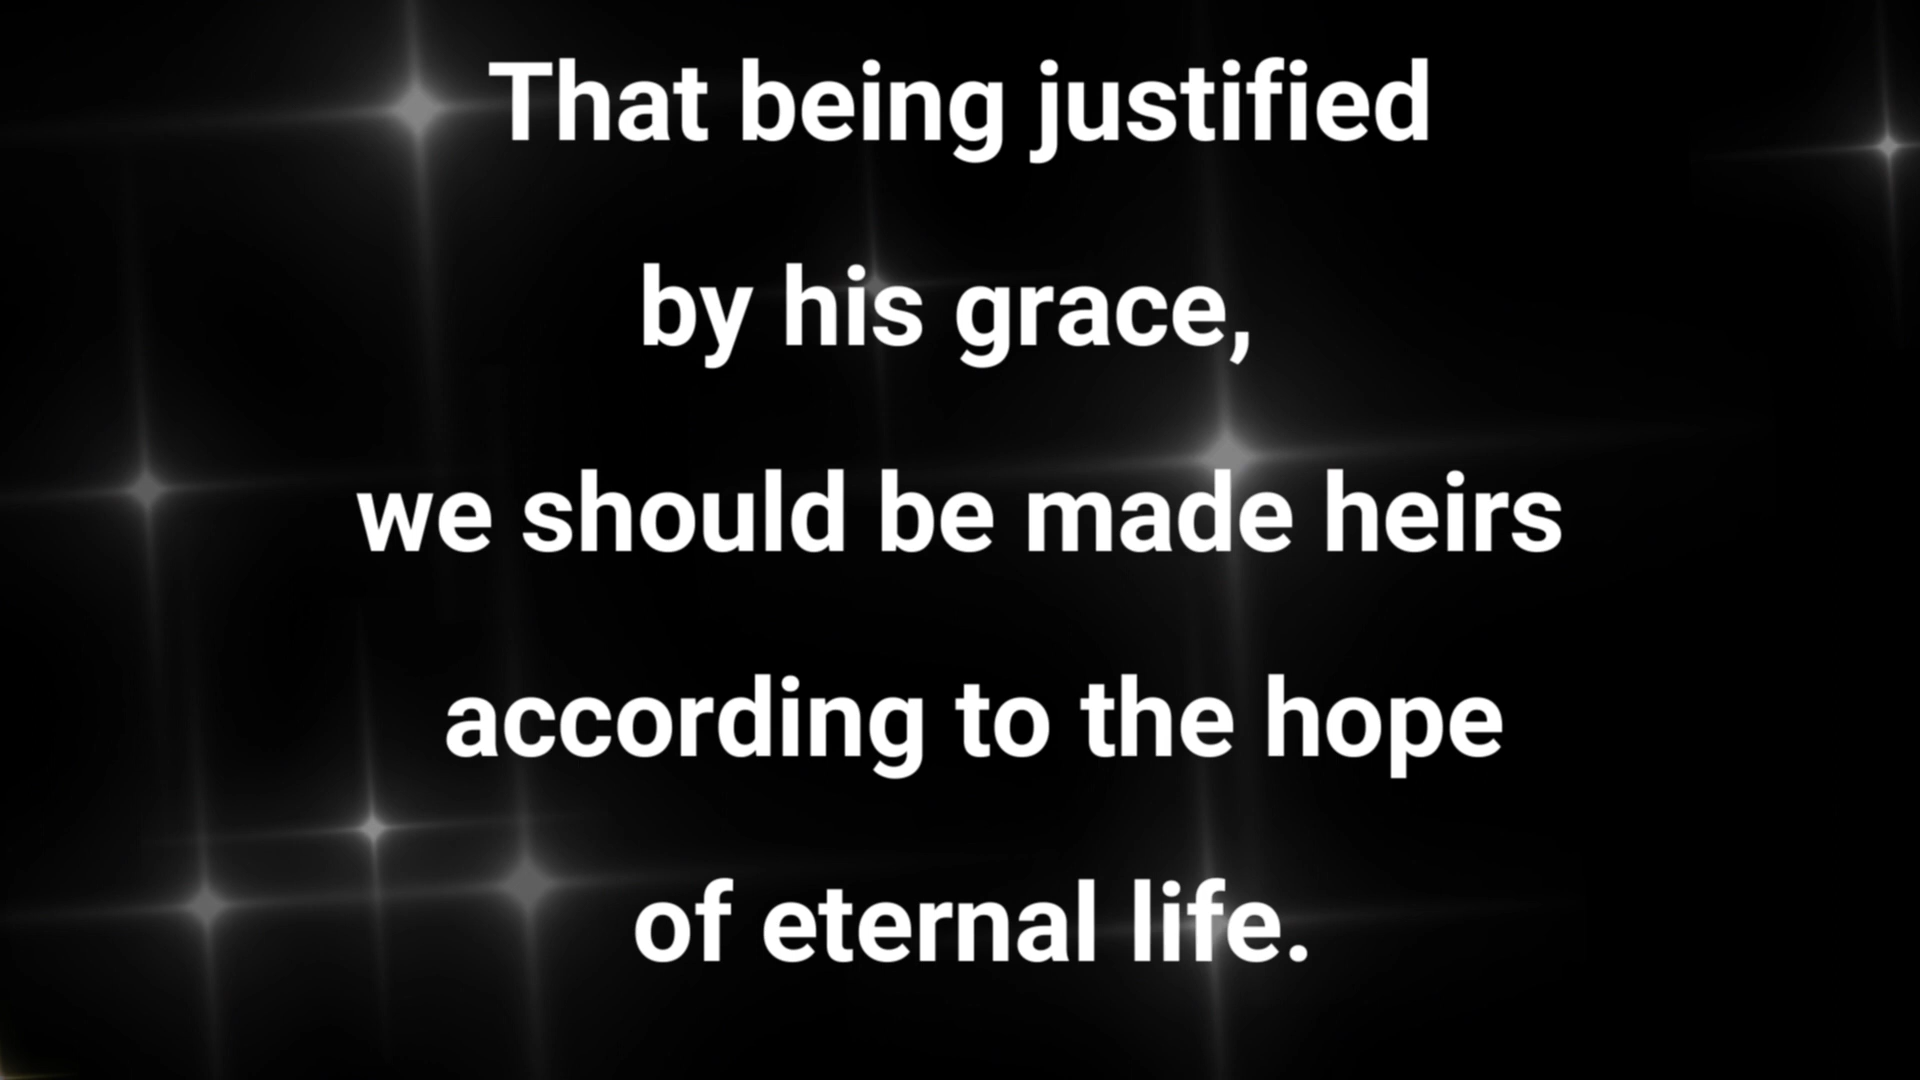 That being justified
by his grace,
we should be made heirs
according to the hope
of eternal life.